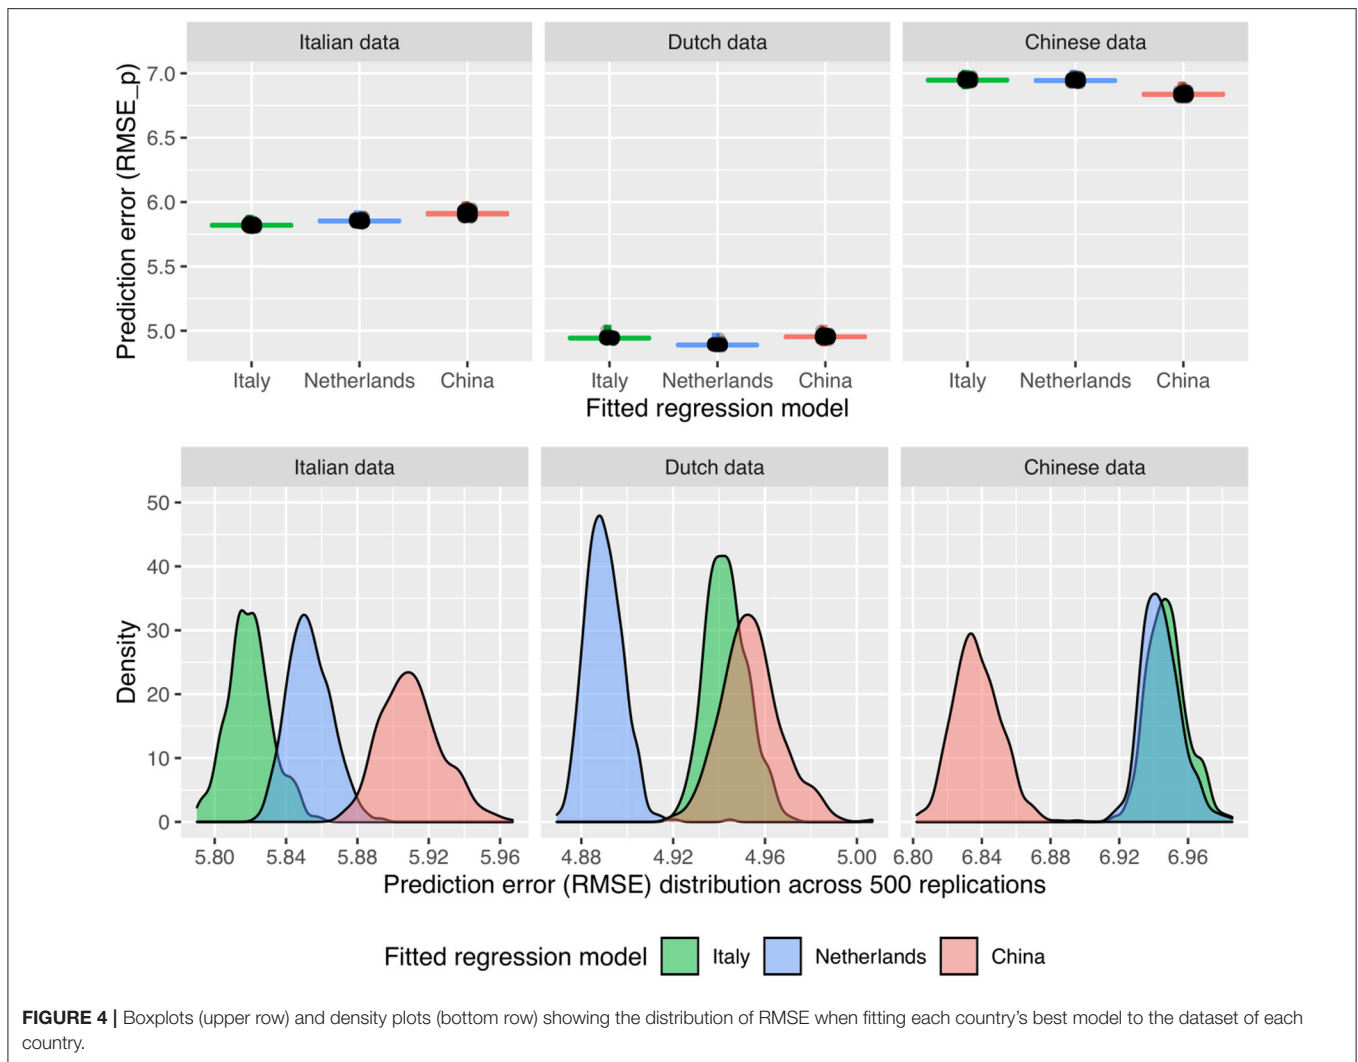 Italian data Dutch data Chinese data
Prediction error (RMSE_p)
7.0
6.5
6.0
5.5
5.0
Italy Netherlands China Italy Netherlands China Italy Netherlands China
Fitted regression model
Italian data Dutch data Chinese data
Density
50
40
30
20
10
0
5.80 5.84 5.88 5.92 5.96 4.88 4.92 4.96 5.00 6.80 6.84 6.88 6.92 6.96
Prediction error (RMSE) distribution across 500 replications
Fitted regression model Italy Netherlands China
FIGURE 4 | Boxplots (upper row) and density plots (bottom row) showing the distribution of RMSE when fitting each country's best model to the dataset of each
country.